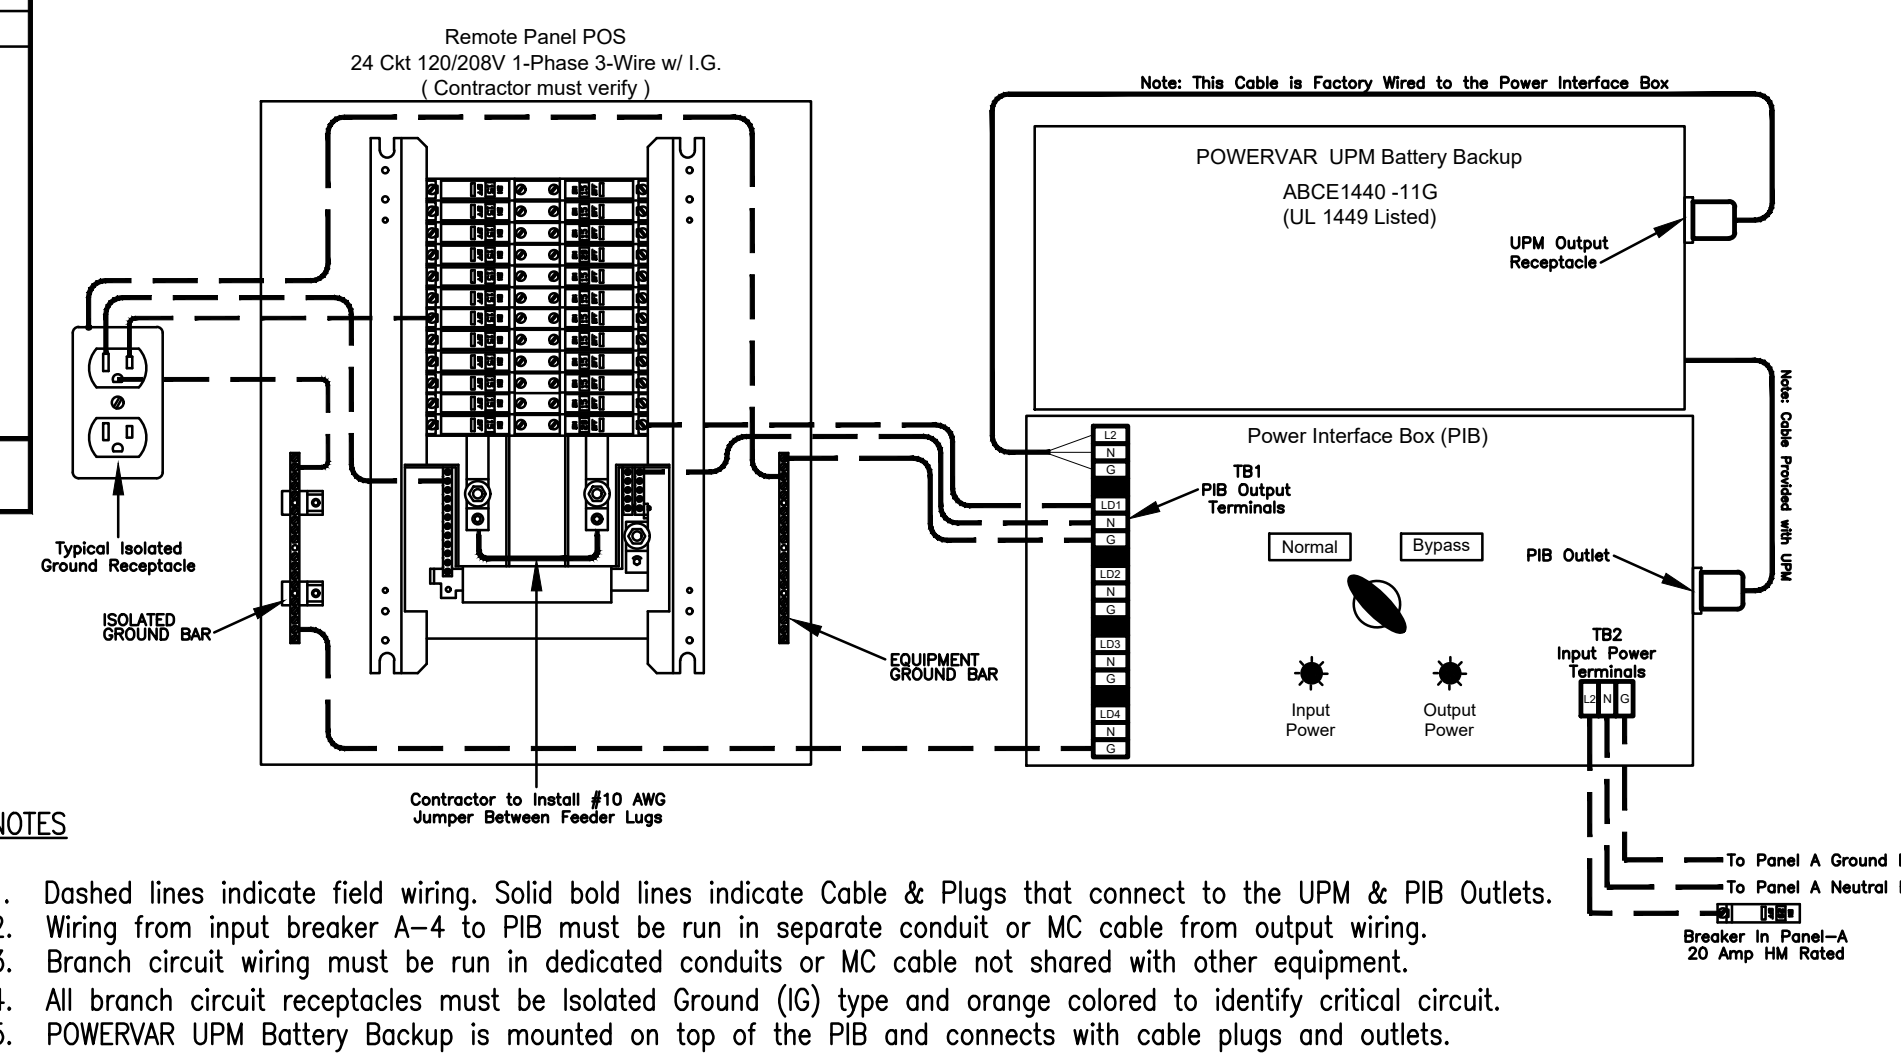 Remote Panel POS
24 Ckt 120/208V 1-Phase 3-Wire w/ I.G.
( Contractor must verify )
Note: This Cable is Factory Wired to the Power Interface Box
POWERVAR UPM Battery Backup
ABCE1440 -11G
(UL 1449 Listed)
UPM Output
Receptacle
Note: Cable Provided with UPM
Power Interface Box (PIB)
L2
N
G
TB1
PIB Output
Terminals
LD1
N
G
LD2
N
G
LD3
N
G
LD4
N
G
Normal
Bypass
PIB Outlet
Input
Power
Output
Power
TB2
Input Power
Terminals
L2 N G
Typical Isolated
Ground Receptacle
ISOLATED
GROUND BAR
EQUIPMENT
GROUND BAR
Contractor to Install #10 AWG
Jumper Between Feeder Lugs
To Panel A Ground
To Panel A Neutral
Breaker In Panel-A
20 Amp HM Rated
NOTES
. Dashed lines indicate field wiring. Solid bold lines indicate Cable & Plugs that connect to the UPM & PIB Outlets.
2. Wiring from input breaker A-4 to PIB must be run in separate conduit or MC cable from output wiring.
3. Branch circuit wiring must be run in dedicated conduits or MC cable not shared with other equipment.
4. All branch circuit receptacles must be Isolated Ground (IG) type and orange colored to identify critical circuit.
5. POWERVAR UPM Battery Backup is mounted on top of the PIB and connects with cable plugs and outlets.